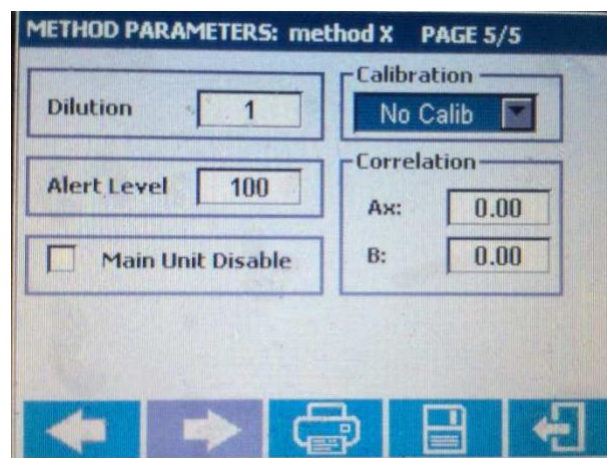 METHOD PARAMETERS: method X PAGE 5/5
Dilution 1
Calibration
No Calib
Alert Level 100
Correlation
Ax: 0.00
Main Unit Disable
B: 0.00